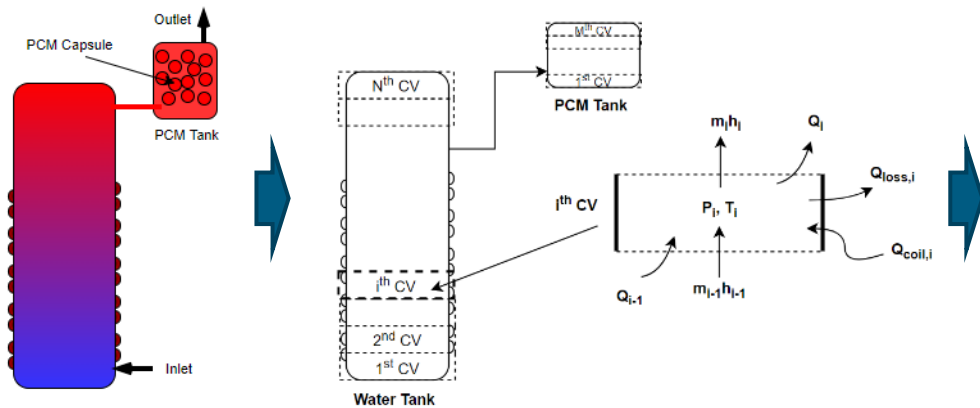 Outlet
PCM Capsule
PCM Tank
Inlet
Nth CV
ith CV
2nd CV
1st CV
Water Tank
Mth CV
1st CV
PCM Tank
ith CV
mihi
Qi
Qloss,i
Pi, Ti
Qcoil,i
Qi-1
mi-1hi-1